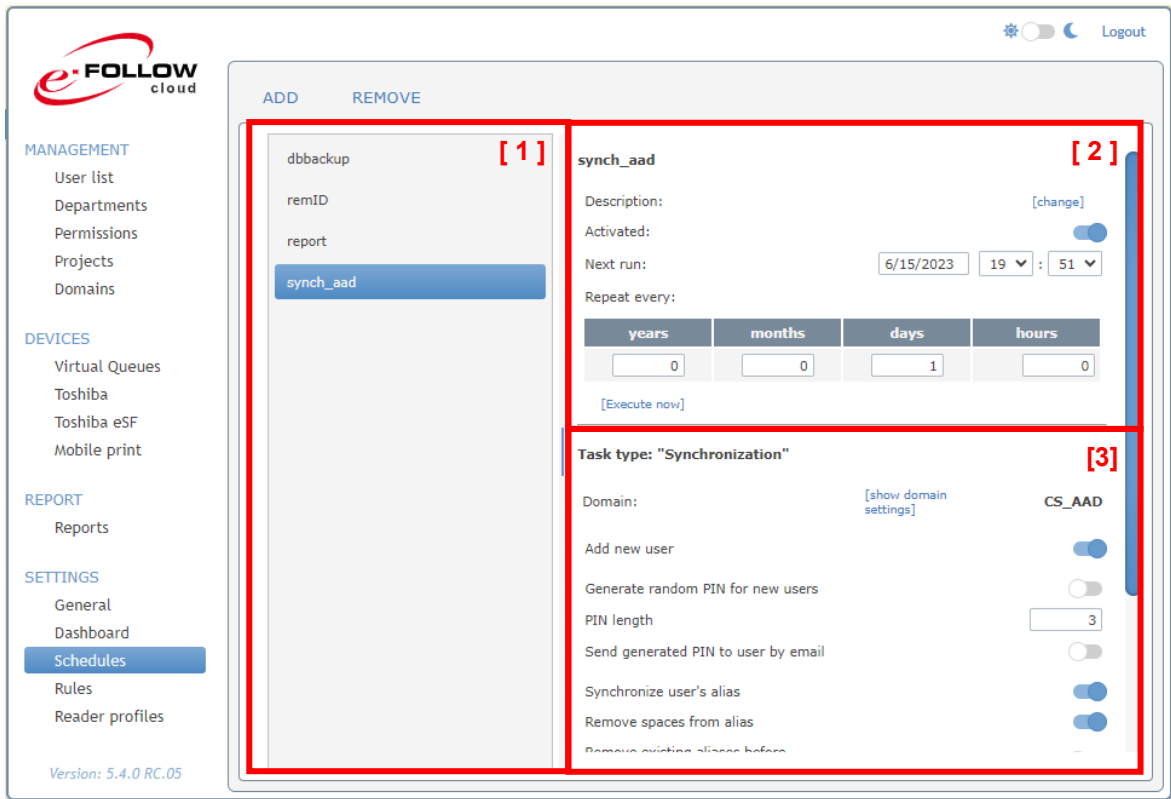 Logout
e·FOLLOW
cloud
ADD REMOVE
MANAGEMENT
User list
Departments
Permissions
Projects
Domains
DEVICES
Virtual Queues
Toshiba
Toshiba eSF
Mobile print
REPORT
Reports
SETTINGS
General
Dashboard
Schedules
Rules
Reader profiles
Version: 5.4.0 RC.05
[ 1 ]
dbbackup
remID
report
synch_aad
[ 2 ]
synch_aad
Description: [change]
Activated:
Next run: 6/15/2023 19 : 51
Repeat every:
years months days hours
0 0 1 0
[Execute now]
[3]
Task type: "Synchronization"
Domain: [show domain settings] CS_AAD
Add new user
Generate random PIN for new users
PIN length 3
Send generated PIN to user by email
Synchronize user's alias
Remove spaces from alias
Remove existing aliases before